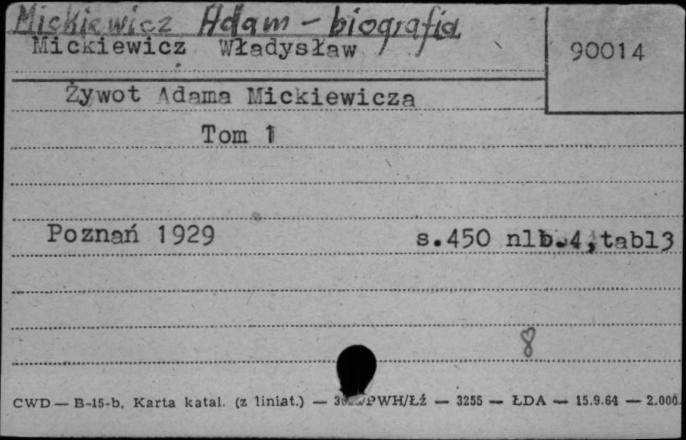 Mickiewicz Adam - biografia
Mickiewicz Władysław
90014
Żywot Adama Mickiewicza
Tom 1
Poznań 1929 s.450 nlb.4,tabl3
8
CWD — B-15-b, Karta katal. (z liniat.) — PWH/Łź — 3255 — ŁDA — 15.9.64 — 2.000.